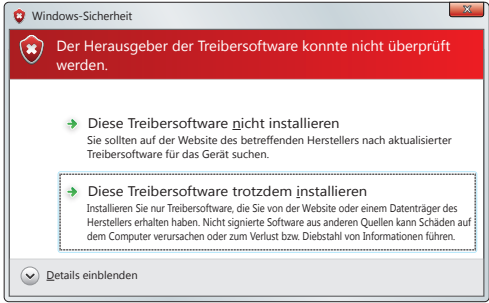 Windows-Sicherheit
Der Herausgeber der Treibersoftware konnte nicht überprüft
werden.
Diese Treibersoftware nicht installieren
Sie sollten auf der Website des betreffenden Herstellers nach aktualisierter
Treibersoftware für das Gerät suchen.
Diese Treibersoftware trotzdem installieren
Installieren Sie nur Treibersoftware, die Sie von der Website oder einem Datenträger des
Herstellers erhalten haben. Nicht signierte Software aus anderen Quellen kann Schäden auf
dem Computer verursachen oder zum Verlust bzw. Diebstahl von Informationen führen.
Details einblenden